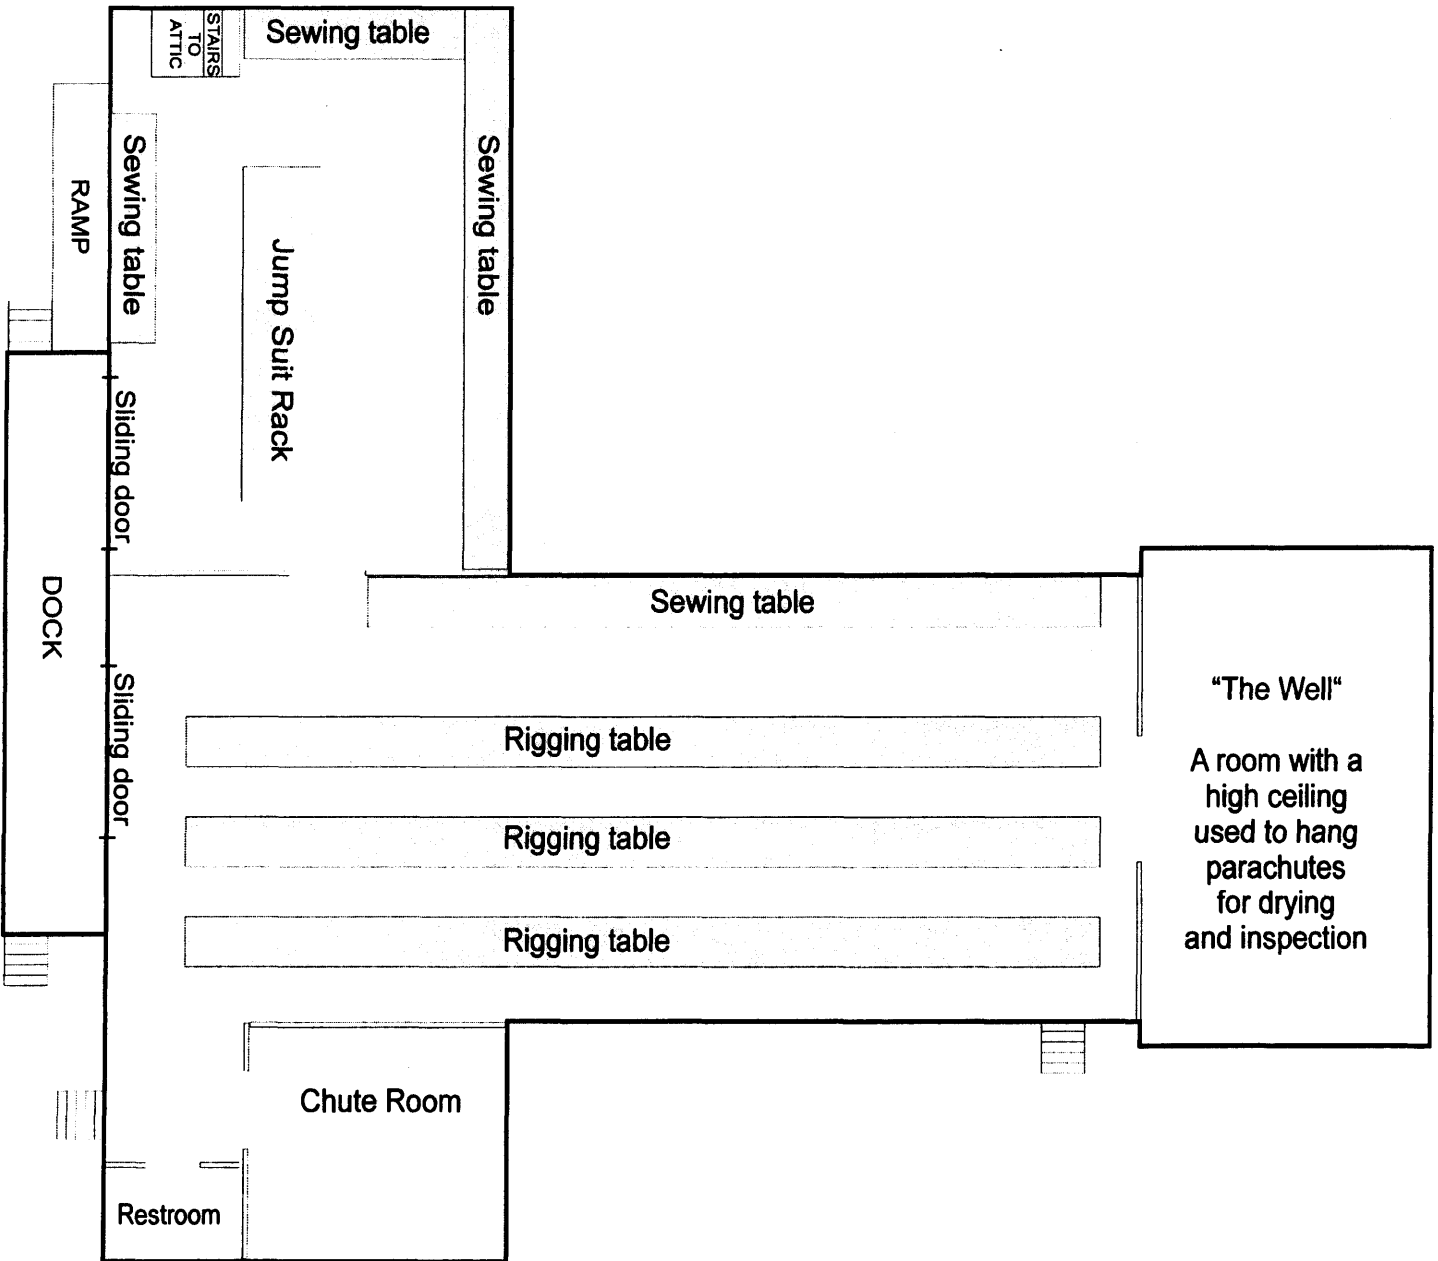 STAIRS
TO
ATTIC
Sewing table
Sewing table
Sewing table
RAMP
Jump Suit Rack
Sliding door
DOCK
Sewing table
Sliding door
"The Well"
A room with a
high ceiling
used to hang
parachutes
for drying
and inspection
Rigging table
Rigging table
Rigging table
Chute Room
Restroom